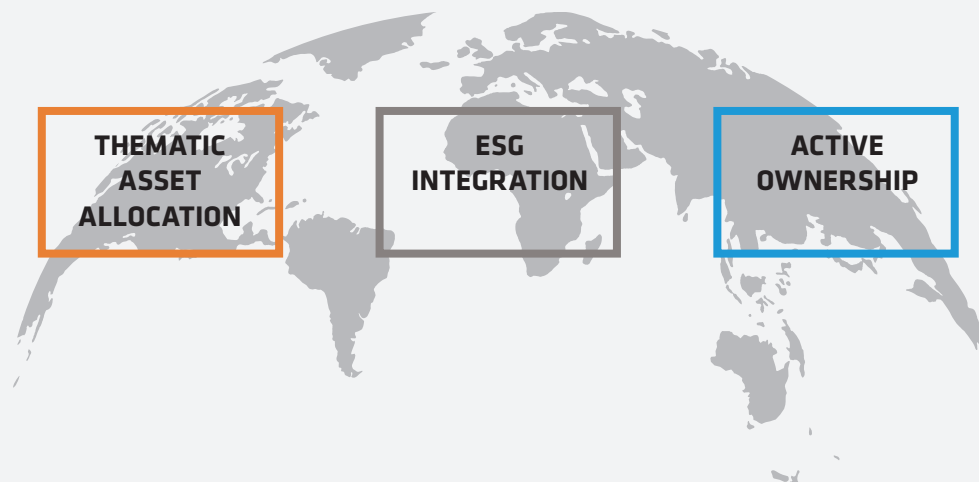 THEMATIC
ASSET
ALLOCATION
ESG
INTEGRATION
ACTIVE
OWNERSHIP